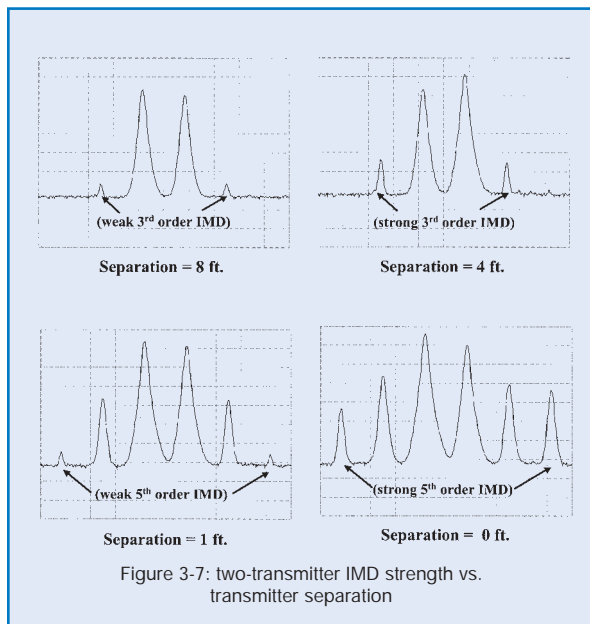 (weak 3rd order IMD)
(strong 3rd order IMD)
Separation = 8 ft.
Separation = 4 ft.
(weak 5th order IMD)
(strong 5th order IMD)
Separation = 1 ft.
Separation = 0 ft.
Figure 3-7: two-transmitter IMD strength vs.
transmitter separation